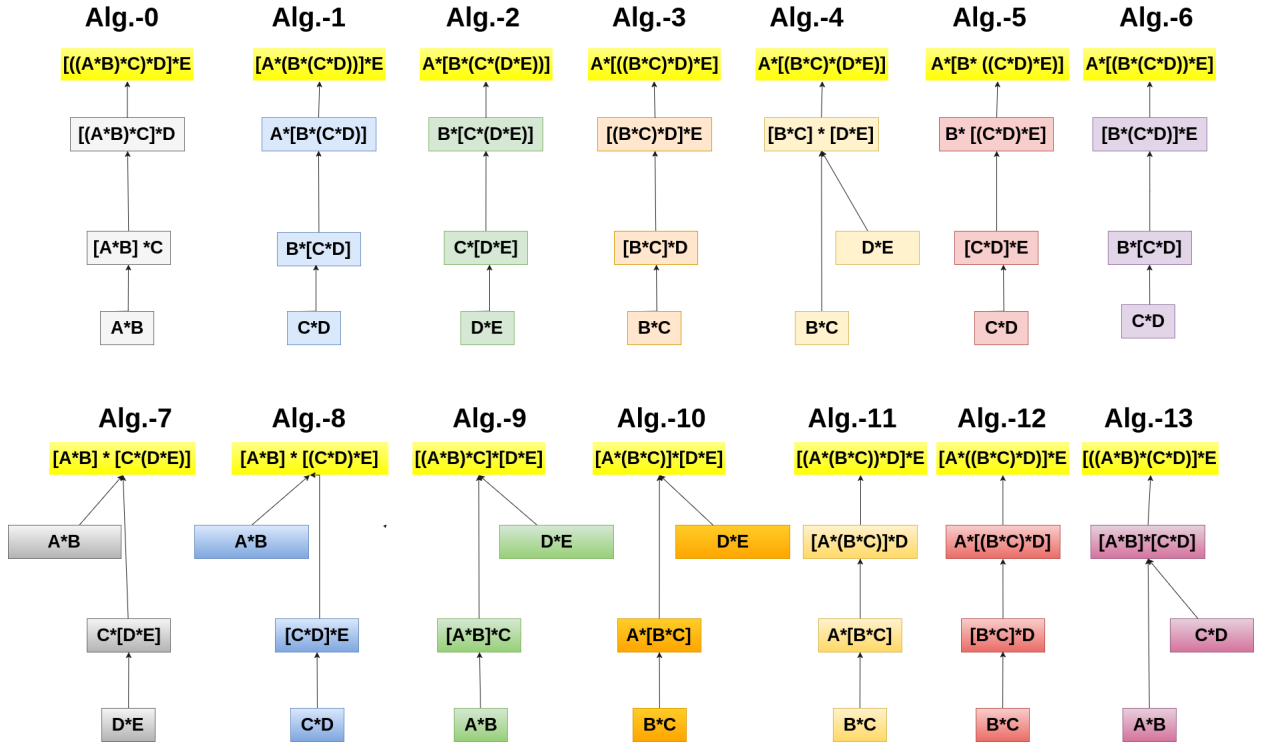 Alg.-0 Alg.-1 Alg.-2 Alg.-3 Alg.-4 Alg.-5 Alg.-6
[((A*B)*C)*D]*E [A*(B*(C*D))]*E A*[B*(C*(D*E))] A*[((B*C)*D)*E] A*[(B*C)*(D*E)] A*[B* ((C*D)*E)] A*[(B*(C*D))*E]
[(A*B)*C]*D A*[B*(C*D)] B*[C*(D*E)] [(B*C)*D]*E [B*C] * [D*E] B* [(C*D)*E] [B*(C*D)]*E
[A*B] *C B*[C*D] C*[D*E] [B*C]*D D*E [C*D]*E B*[C*D]
A*B C*D D*E B*C B*C C*D C*D
Alg.-7 Alg.-8 Alg.-9 Alg.-10 Alg.-11 Alg.-12 Alg.-13
[A*B] * [C*(D*E)] [A*B] * [(C*D)*E] [(A*B)*C]*[D*E] [A*(B*C)]*[D*E] [(A*(B*C))*D]*E [A*((B*C)*D)]*E [((A*B)*(C*D)]*E
A*B A*B D*E D*E [A*(B*C)]*D A*[(B*C)*D] [A*B]*[C*D]
C*[D*E] [C*D]*E [A*B]*C A*[B*C] A*[B*C] [B*C]*D C*D
D*E C*D A*B B*C B*C B*C A*B